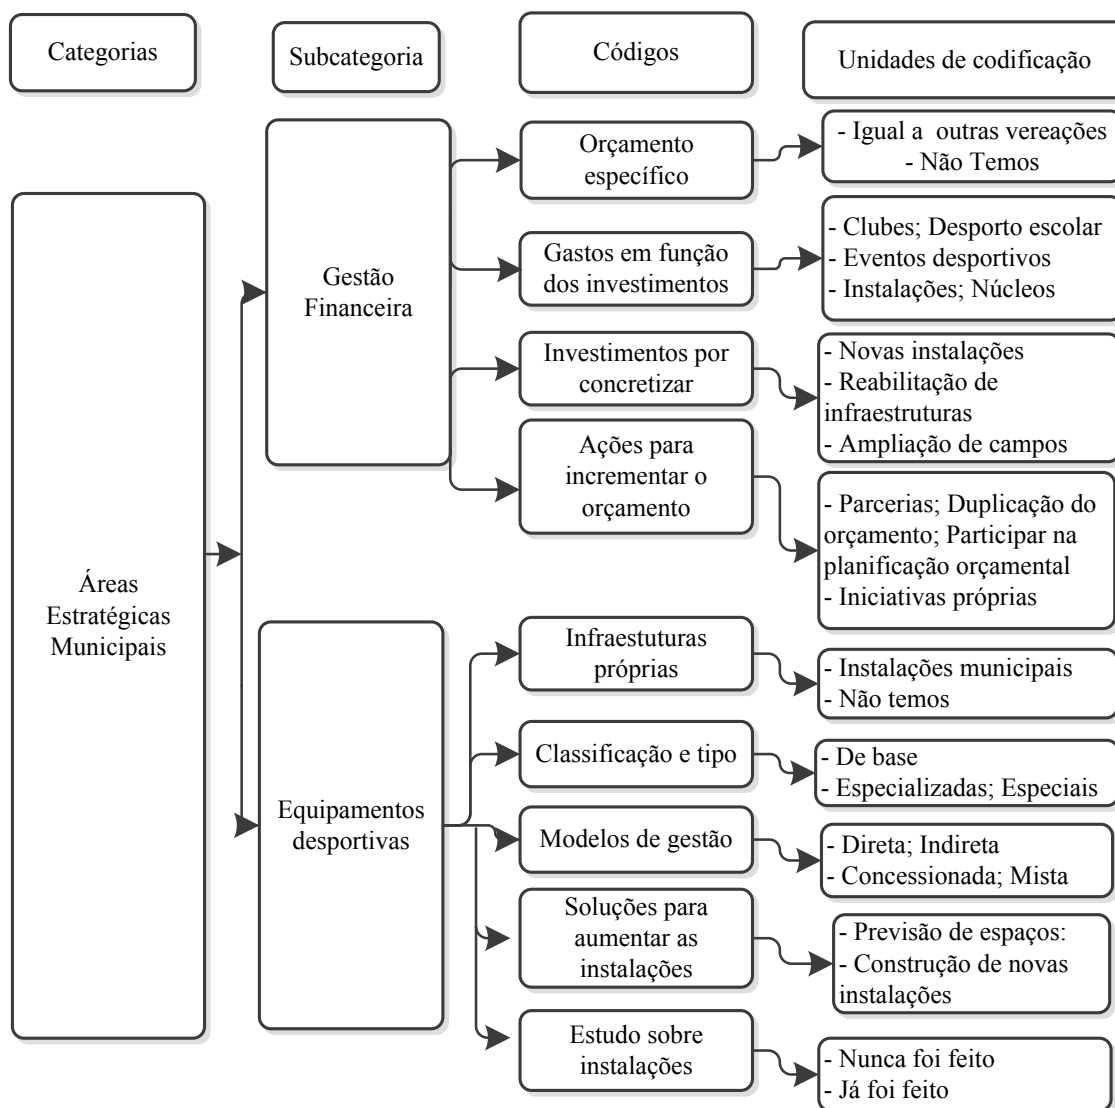 Categorias
Subcategoria
Códigos
Unidades de codificação
Áreas
Estratégicas
Municipais
Gestão
Financeira
Orçamento
específico
- Igual a  outras vereações
- Não Temos
Gastos em função
dos investimentos
- Clubes; Desporto escolar
- Eventos desportivos
- Instalações; Núcleos
Investimentos por
concretizar
- Novas instalações
- Reabilitação de
infraestruturas
- Ampliação de campos
Ações para
incrementar o
orçamento
- Parcerias; Duplicação do
orçamento; Participar na
planificação orçamental
- Iniciativas próprias
Equipamentos
desportivas
Infraestuturas
próprias
- Instalações municipais
- Não temos
Classificação e tipo
- De base
- Especializadas; Especiais
Modelos de gestão
- Direta; Indireta
- Concessionada; Mista
Soluções para
aumentar as
instalações
- Previsão de espaços:
- Construção de novas
instalações
Estudo sobre
instalações
- Nunca foi feito
- Já foi feito